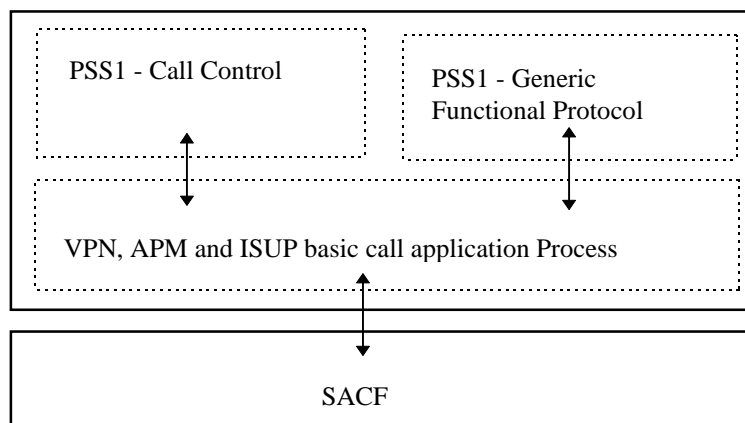 PSS1 - Call Control
PSS1 - Generic
Functional Protocol
VPN, APM and ISUP basic call application Process
SACF